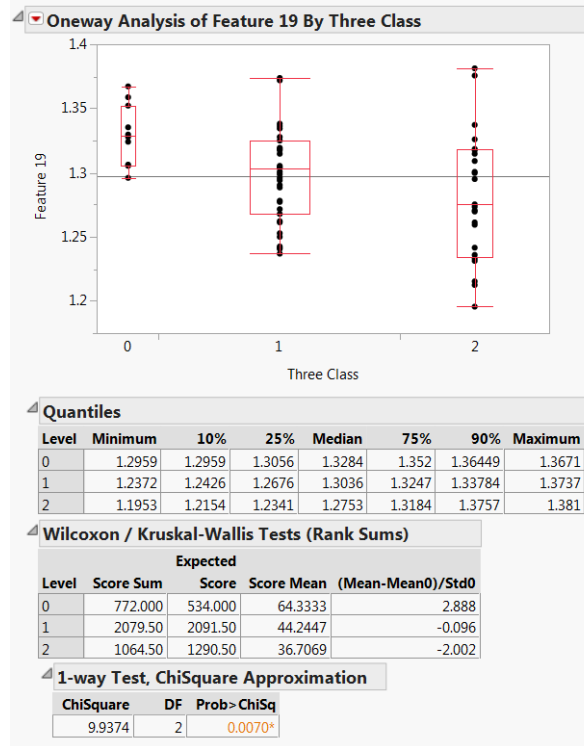 Oneway Analysis of Feature 19 By Three Class
1.4
1.35
1.3
1.25
1.2
Feature 19
0 1 2
Three Class
Quantiles
Level Minimum 10% 25% Median 75% 90% Maximum
0 1.2959 1.2959 1.3056 1.3284 1.352 1.36449 1.3671
1 1.2372 1.2426 1.2676 1.3036 1.3247 1.33784 1.3737
2 1.1953 1.2154 1.2341 1.2753 1.3184 1.3757 1.381
Wilcoxon / Kruskal-Wallis Tests (Rank Sums)
Expected
Level Score Sum Score Score Mean (Mean-Mean0)/Std0
0 772.000 534.000 64.3333 2.888
1 2079.50 2091.50 44.2447 -0.096
2 1064.50 1290.50 36.7069 -2.002
1-way Test, ChiSquare Approximation
ChiSquare DF Prob>ChiSq
9.9374 2 0.0070*